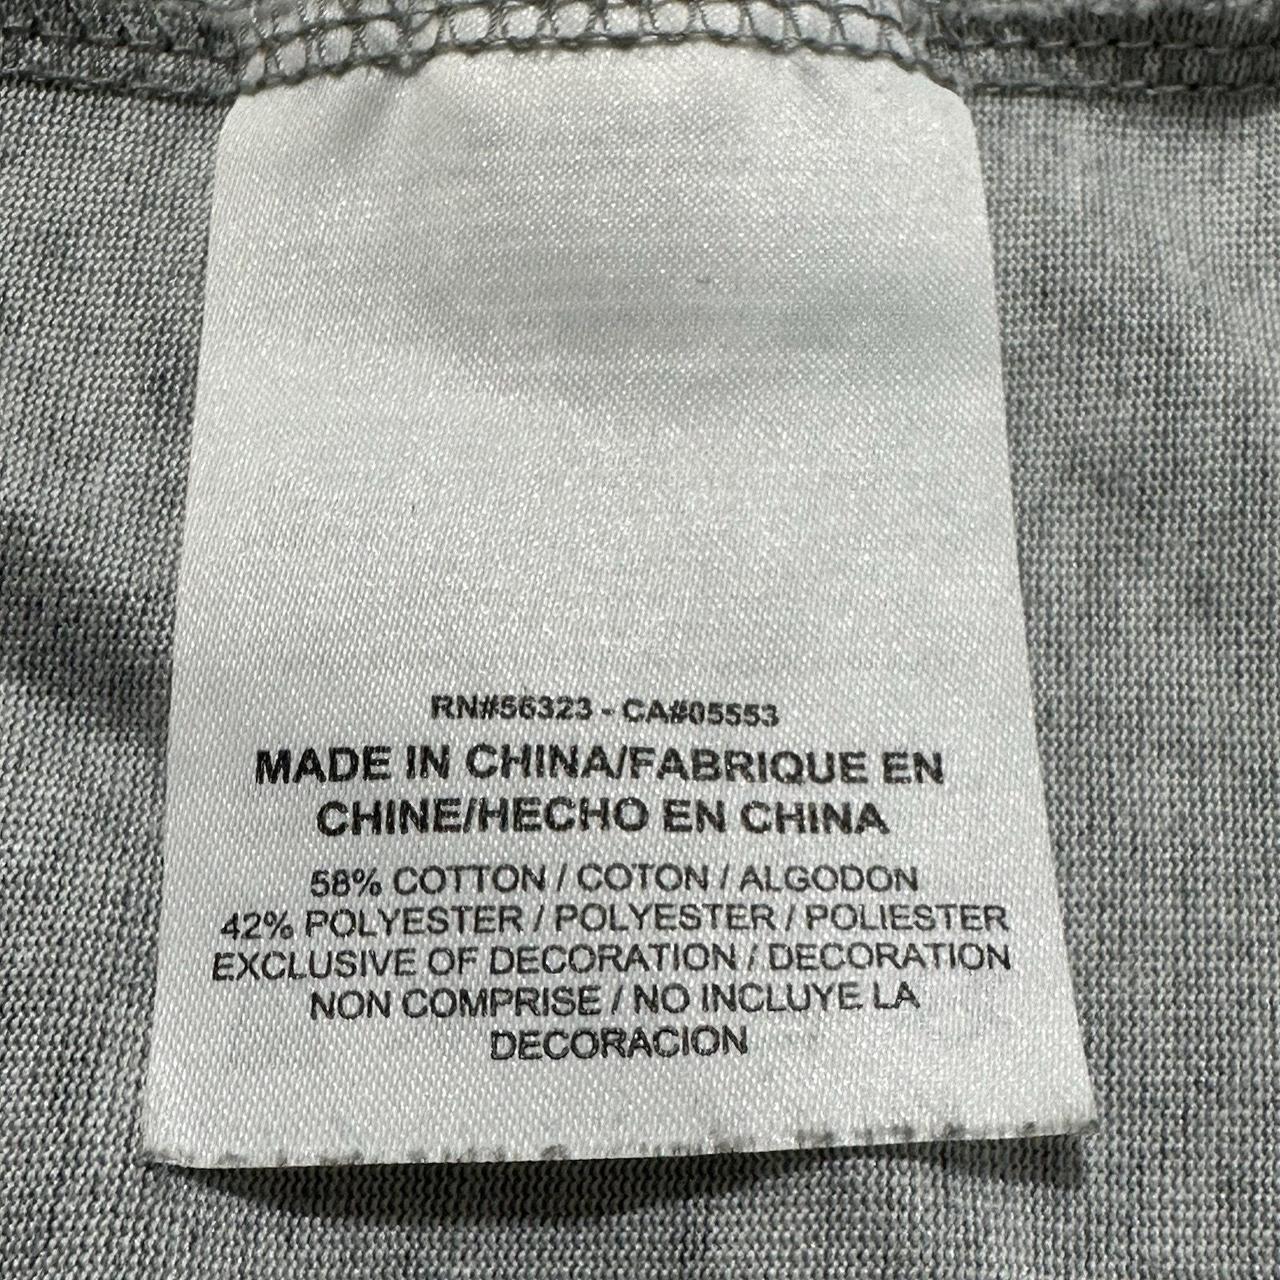 RN#56323 - CA#05553
MADE IN CHINA/FABRIQUE EN
CHINE/HECHO EN CHINA
58% COTTON / COTON / ALGODON
42% POLYESTER / POLYESTER / POLIESTER
EXCLUSIVE OF DECORATION / DECORATION
NON COMPRISE / NO INCLUYE LA
DECORACION